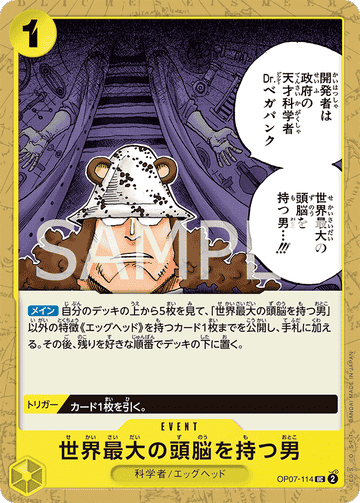 1
開発者は
政府の
天才科学者
Dr.ベガパンク
世界最大の
頭脳を
持つ男…!!!
SAMPLE
メイン 自分のデッキの上から5枚を見て、「世界最大の頭脳を持つ男」
以外の特徴《エッグヘッド》を持つカード1枚までを公開し、手札に加え
る。その後、残りを好きな順番でデッキの下に置く。
トリガー カード1枚を引く。
EVENT
世界最大の頭脳を持つ男
科学者/エッグヘッド
OP07-114 UC 2